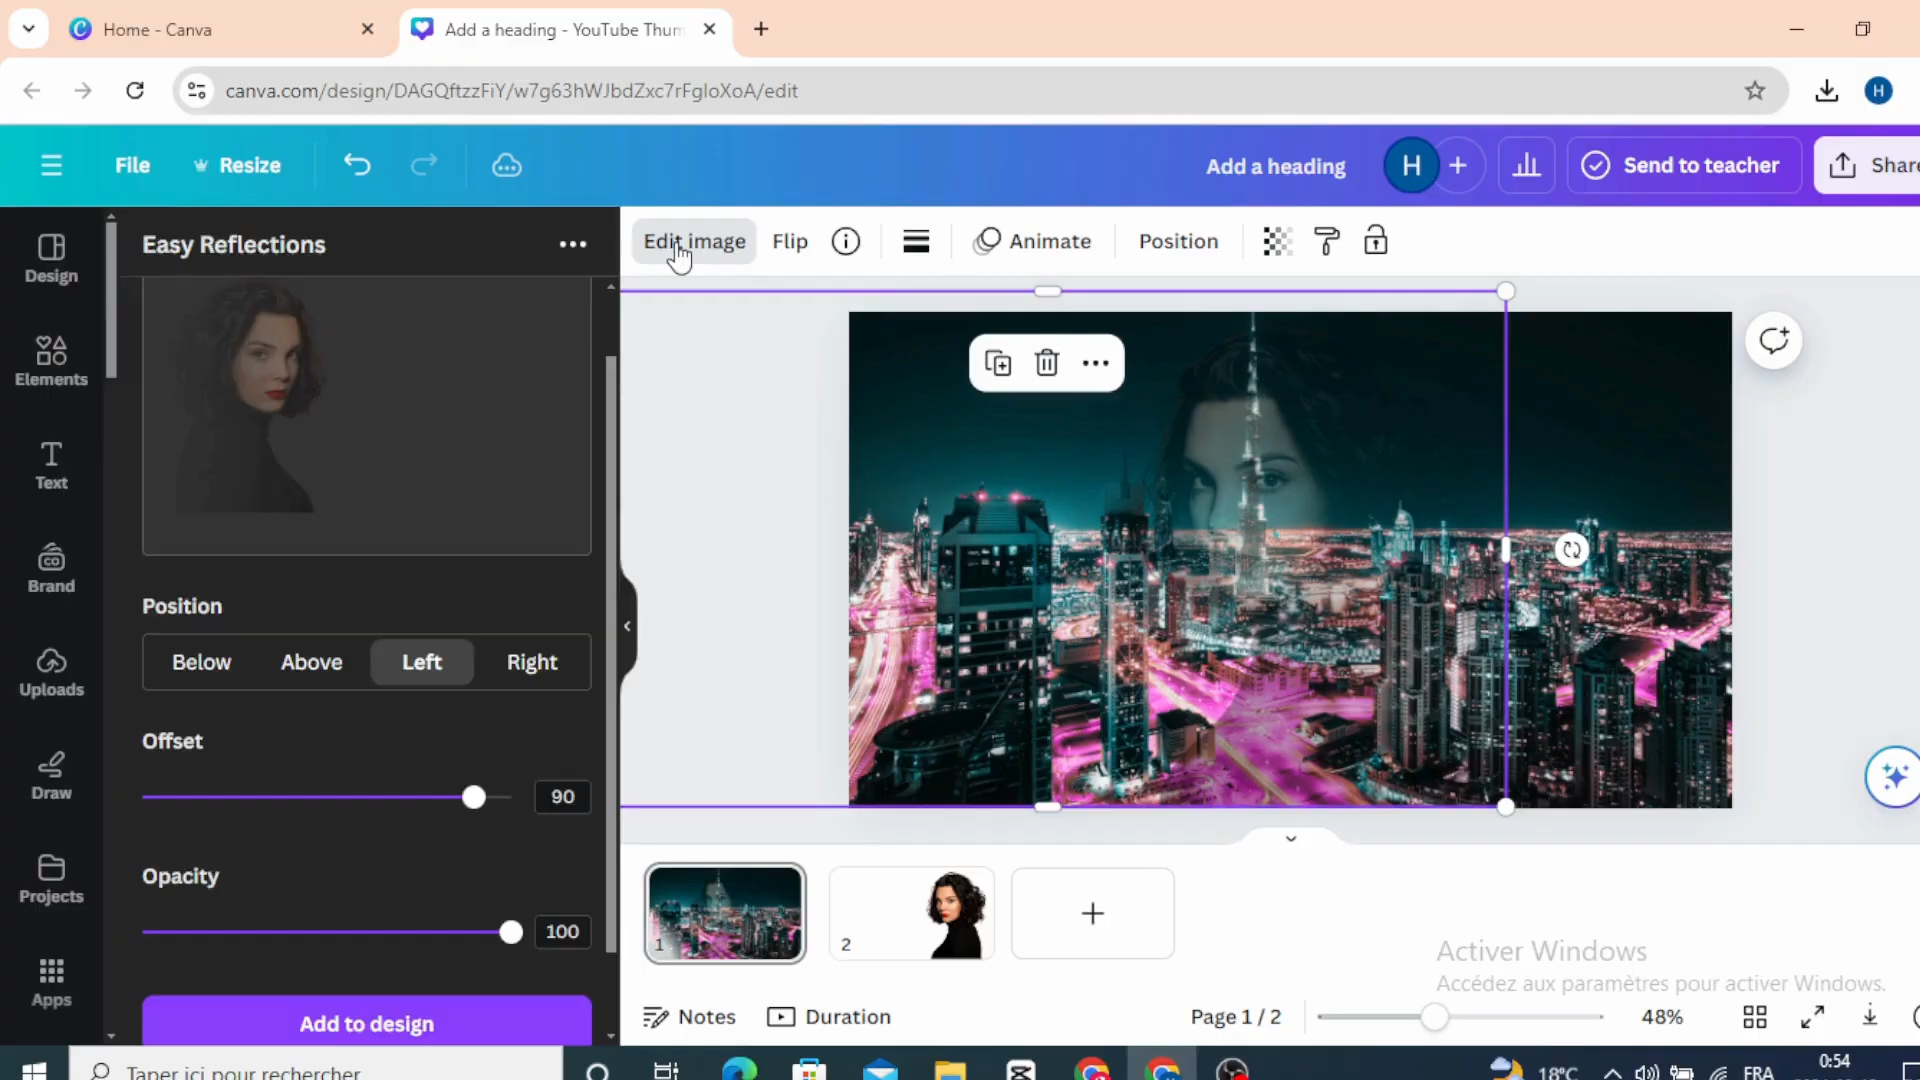 Home - Canva
Add a heading - YouTube Thum
canva.com/design/DAGQftzzFiY/w7g63hWJbdZxc7rFgloXoA/edit
H
File
Resize
Add a heading
H
Send to teacher
Share
Design
Elements
Text
Brand
Uploads
Draw
Projects
Apps
Easy Reflections
Position
Below
Above
Left
Right
Offset
90
Opacity
100
Add to design
Edit image
Flip
Animate
Position
1
2
Activer Windows
Accédez aux paramètres pour activer Windows.
Notes
Duration
Page 1 / 2
48%
Taper ici pour rechercher
18°C
FRA
0:54